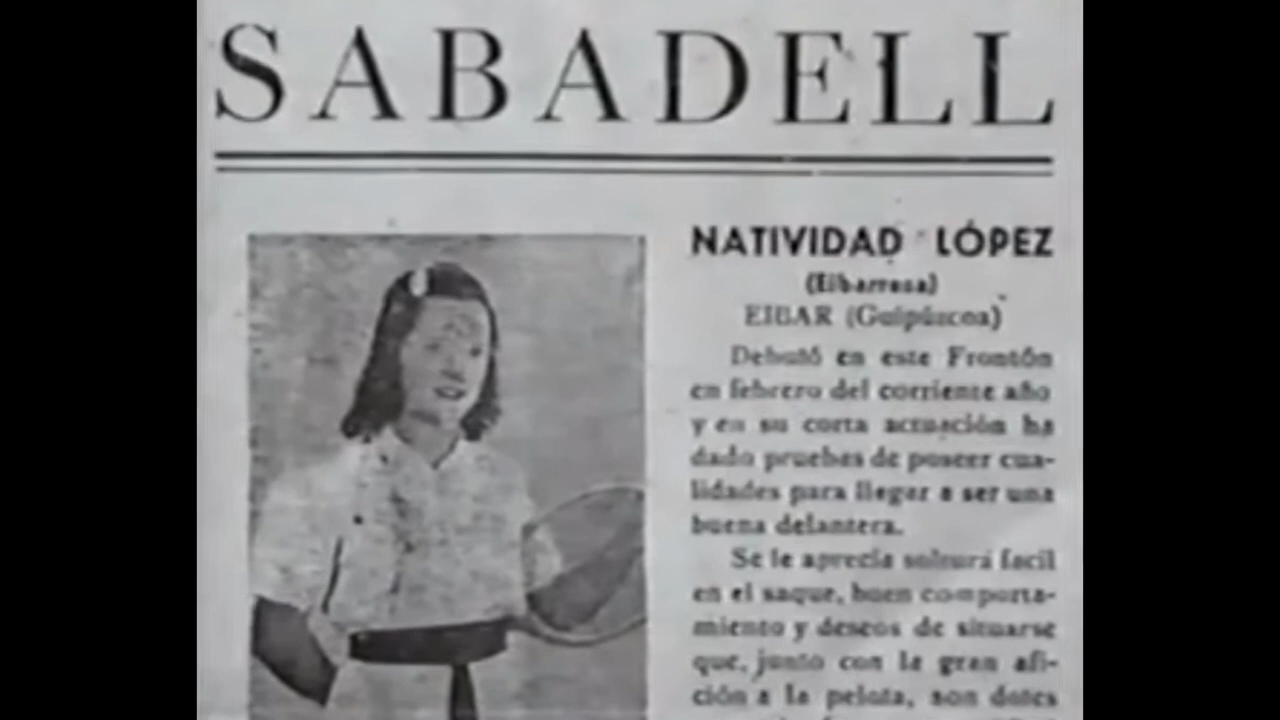 SABADELL
NATIVIDAD LÓPEZ
(Eibarresa)
EIBAR (Guipúzcoa)
Debutó en este Frontón
en febrero del corriente año
y en su corta actuación ha
dado pruebas de poseer cua-
lidades para llegar a ser una
buena delantera.
Se le aprecia soltura facil
en el saque, buen comporta-
miento y deseos de situarse
que, junto con la gran afi-
ción a la pelota, son dotes